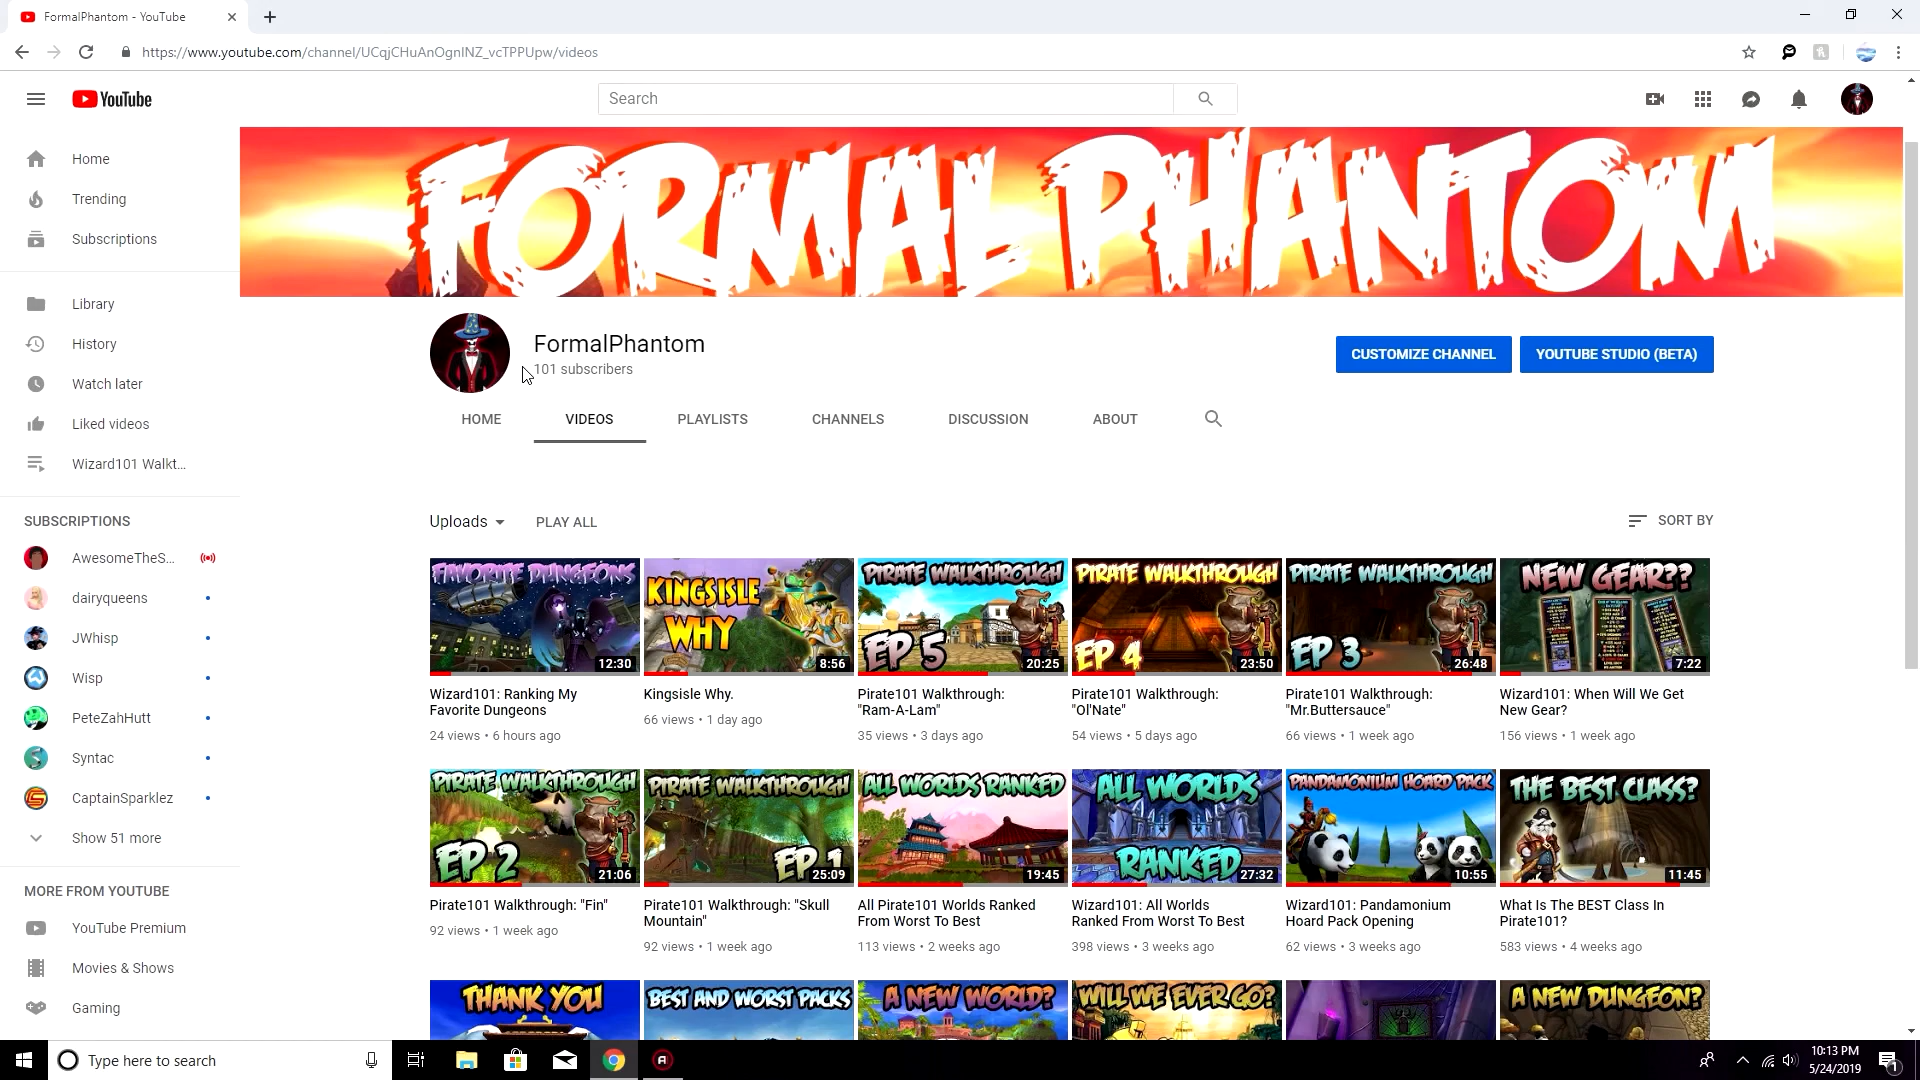 FormalPhantom - YouTube
https://www.youtube.com/channel/UCqjCHuAnOgnINZ_vcTPPUpw/videos
YouTube
Search
Home
Trending
Subscriptions
Library
History
Watch later
Liked videos
Wizard101 Walkt...
SUBSCRIPTIONS
AwesomeTheS...
dairyqueens
JWhisp
Wisp
PeteZahHutt
Syntac
CaptainSparklez
Show 51 more
MORE FROM YOUTUBE
YouTube Premium
Movies & Shows
Gaming
FORMAL PHANTOM
FormalPhantom
101 subscribers
CUSTOMIZE CHANNEL
YOUTUBE STUDIO (BETA)
HOME VIDEOS PLAYLISTS CHANNELS DISCUSSION ABOUT
Uploads PLAY ALL SORT BY
FAVORITE DUNGEONS
12:30
Wizard101: Ranking My
Favorite Dungeons
24 views • 6 hours ago
KINGSISLE
WHY
8:56
Kingsisle Why.
66 views • 1 day ago
PIRATE WALKTHROUGH
EP 5
20:25
Pirate101 Walkthrough:
"Ram-A-Lam"
35 views • 3 days ago
PIRATE WALKTHROUGH
EP 4
23:50
Pirate101 Walkthrough:
"Ol'Nate"
54 views • 5 days ago
PIRATE WALKTHROUGH
EP 3
26:48
Pirate101 Walkthrough:
"Mr.Buttersauce"
66 views • 1 week ago
NEW GEAR??
7:22
Wizard101: When Will We Get
New Gear?
156 views • 1 week ago
PIRATE WALKTHROUGH
EP 2
21:06
Pirate101 Walkthrough: "Fin"
92 views • 1 week ago
PIRATE WALKTHROUGH
EP 1
25:09
Pirate101 Walkthrough: "Skull
Mountain"
92 views • 1 week ago
ALL WORLDS RANKED
19:45
All Pirate101 Worlds Ranked
From Worst To Best
113 views • 2 weeks ago
ALL WORLDS
RANKED
27:32
Wizard101: All Worlds
Ranked From Worst To Best
398 views • 3 weeks ago
PANDAMONIUM HOARD PACK
10:55
Wizard101: Pandamonium
Hoard Pack Opening
62 views • 3 weeks ago
THE BEST CLASS?
11:45
What Is The BEST Class In
Pirate101?
583 views • 4 weeks ago
THANK YOU
BEST AND WORST PACKS
A NEW WORLD?
WILL WE EVER GO?
A NEW DUNGEON?
Type here to search
10:13 PM
5/24/2019
1